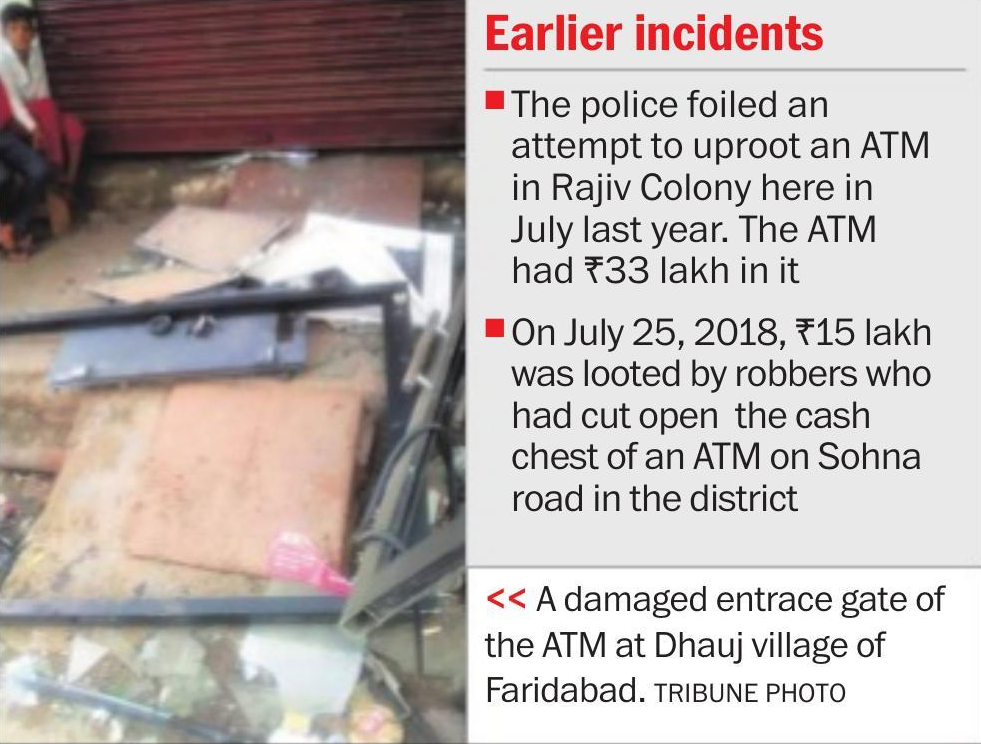 Earlier incidents
The police foiled an
attempt to uproot an ATM
in Rajiv Colony here in
July last year. The ATM
had ₹33 lakh in it
On July 25, 2018, ₹15 lakh
was looted by robbers who
had cut open the cash
chest of an ATM on Sohna
road in the district
<< A damaged entrace gate of
the ATM at Dhauj village of
Faridabad. TRIBUNE PHOTO